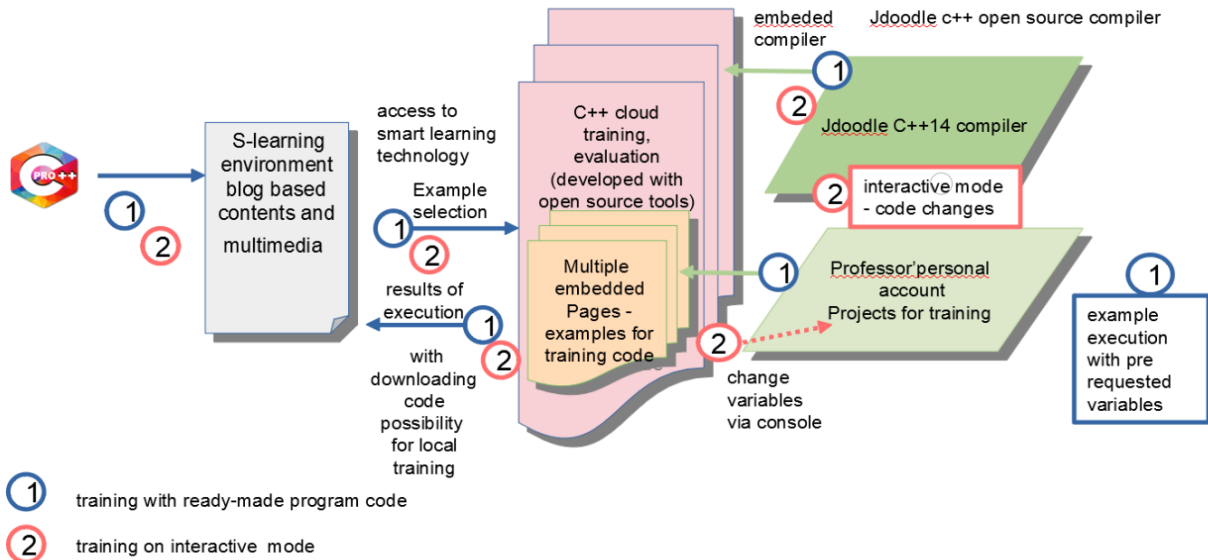 embeded
compiler
Jdoodle c++ open source compiler
1
2
Jdoodle C++14 compiler
2
interactive mode
- code changes
C PRO ++
1
2
S-learning
environment
blog based
contents and
multimedia
access to
smart learning
technology
Example
selection
1
2
results of
execution
1
2
with
downloading
code
possibility
for local
training
C++ cloud
training,
evaluation
(developed with
open source tools)
Multiple
embedded
Pages -
examples for
training code
1
Professor'personal
account
Projects for training
2
change
variables
via console
1
example
execution
with pre
requested
variables
1
training with ready-made program code
2
training on interactive mode